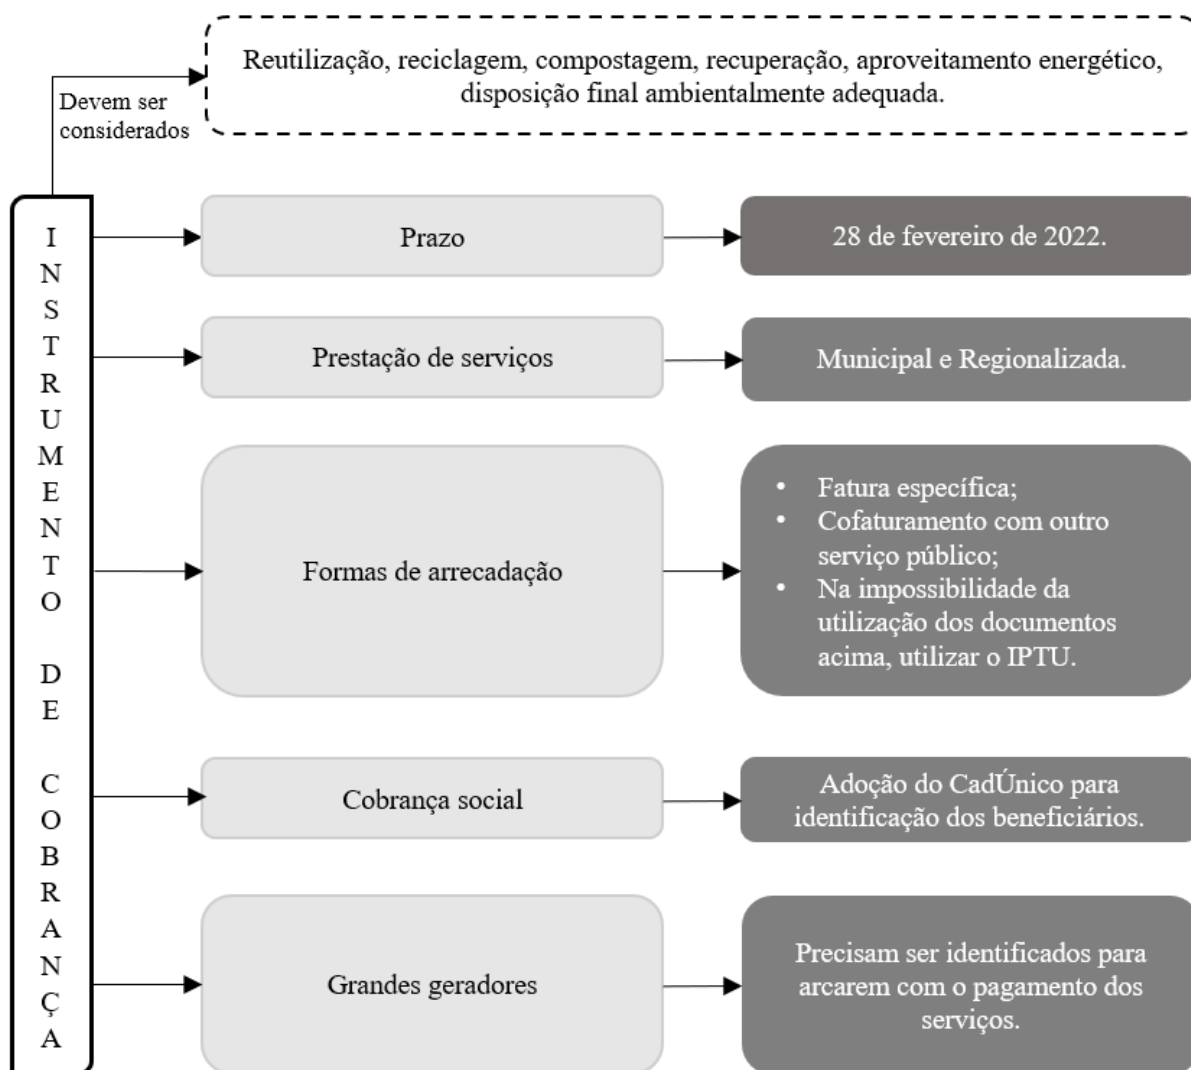 Reutilização, reciclagem, compostagem, recuperação, aproveitamento energético,
disposição final ambientalmente adequada.
Devem ser
considerados
INSTRUMENTO DE COBRANÇA
Prazo
28 de fevereiro de 2022.
Prestação de serviços
Municipal e Regionalizada.
Formas de arrecadação
• Fatura específica;
• Cofaturamento com outro
serviço público;
• Na impossibilidade da
utilização dos documentos
acima, utilizar o IPTU.
Cobrança social
Adoção do CadÚnico para
identificação dos beneficiários.
Grandes geradores
Precisam ser identificados para
arcarem com o pagamento dos
serviços.